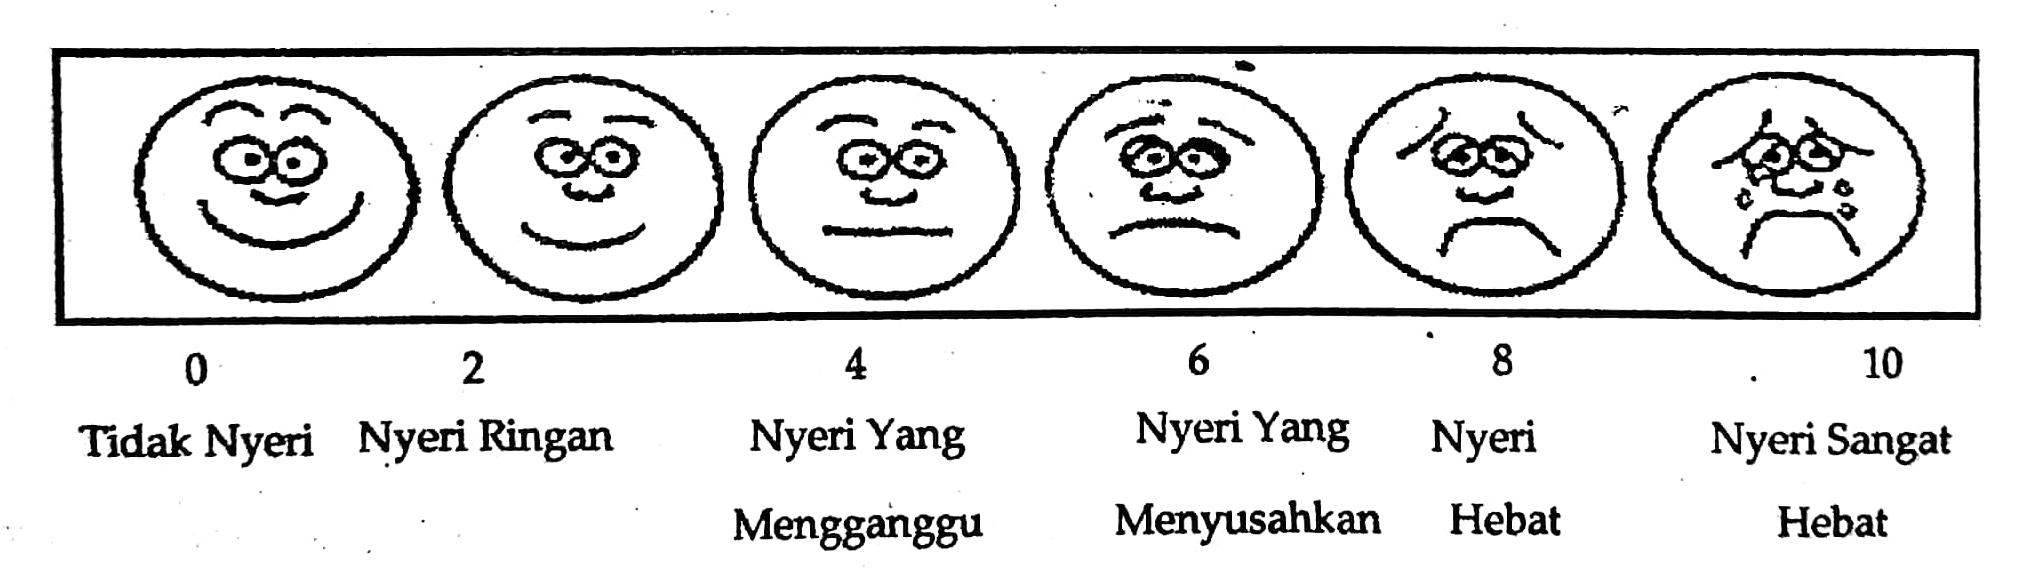 0 2 4 6 8 10
Tidak Nyeri Nyeri Ringan Nyeri Yang Nyeri Yang Nyeri Nyeri Sangat
Mengganggu Menyusahkan Hebat Hebat